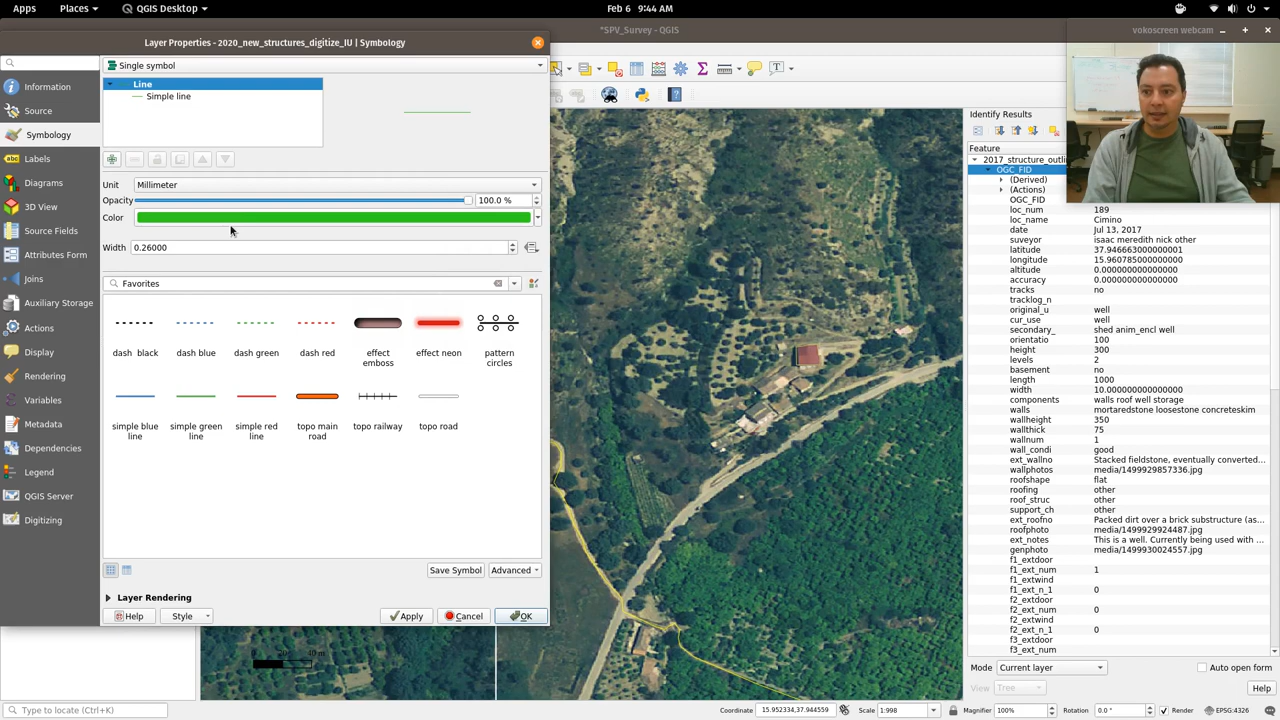 Apps Places QGIS Desktop Feb 6 9:44 AM
*SPV_Survey - QGIS
vokoscreen webcam
Layer Properties - 2020_new_structures_digitize_IU | Symbology
Information
Source
Symbology
Labels
Diagrams
3D View
Source Fields
Attributes Form
Joins
Auxiliary Storage
Actions
Display
Rendering
Variables
Metadata
Dependencies
Legend
QGIS Server
Digitizing
Single symbol
Line
Simple line
Unit Millimeter
Opacity 100.0 %
Color
Width 0.26000
Favorites
dash black dash blue dash green dash red effect emboss effect neon pattern circles
simple blue line simple green line simple red line topo main road topo railway topo road
Save Symbol Advanced
Layer Rendering
Help Style Apply Cancel OK
Identify Results
Feature
2017_structure_outli
OGC_FID
(Derived)
(Actions)
OGC_FID
loc_num 189
loc_name Cimino
date Jul 13, 2017
suveyor isaac meredith nick other
latitude 37.946663000000001
longitude 15.960785000000000
altitude 0.000000000000000
accuracy 0.000000000000000
tracks no
tracklog_n
original_u well
cur_use well
secondary_ shed anim_encl well
orientatio 100
height 300
levels 2
basement no
length 1000
width 10.000000000000000
components walls roof well storage
walls mortaredstone loosestone concreteskim
wallheight 350
wallthick 75
wallnum 1
wall_condi good
ext_wallno Stacked fieldstone, eventually converted...
wallphotos media/1499929857336.jpg
roofshape flat
roofing other
roof_struc other
support_ch other
ext_roofno Packed dirt over a brick substructure (as...
roofphoto media/1499929924487.jpg
ext_notes This is a well. Currently being used with ...
genphoto media/1499930024557.jpg
f1_extdoor
f1_ext_num 1
f1_extwind
f1_ext_n_1 0
f2_extdoor
f2_ext_num 0
f2_extwind
f2_ext_n_1 0
f3_extdoor
f3_ext_num
Mode Current layer Auto open form
View Tree Help
0 20 40 m
Type to locate (Ctrl+K) Coordinate 15.952334,37.944559 Scale 1:998 Magnifier 100% Rotation 0.0 ° Render EPSG:4326